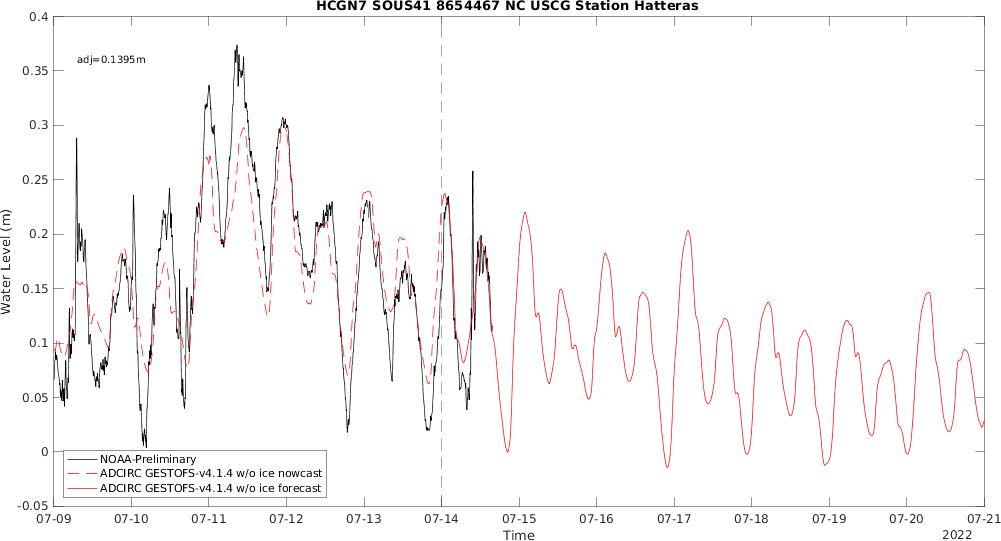 HCGN7 SOUS41 8654467 NC USCG Station Hatteras
0.4
0.35
0.3
0.25
0.2
0.15
0.1
0.05
0
-0.05
Water Level (m)
adj=0.1395m
NOAA-Preliminary
ADCIRC GESTOFS-v4.1.4 w/o ice nowcast
ADCIRC GESTOFS-v4.1.4 w/o ice forecast
07-09 07-10 07-11 07-12 07-13 07-14 07-15 07-16 07-17 07-18 07-19 07-20 07-21
Time
2022